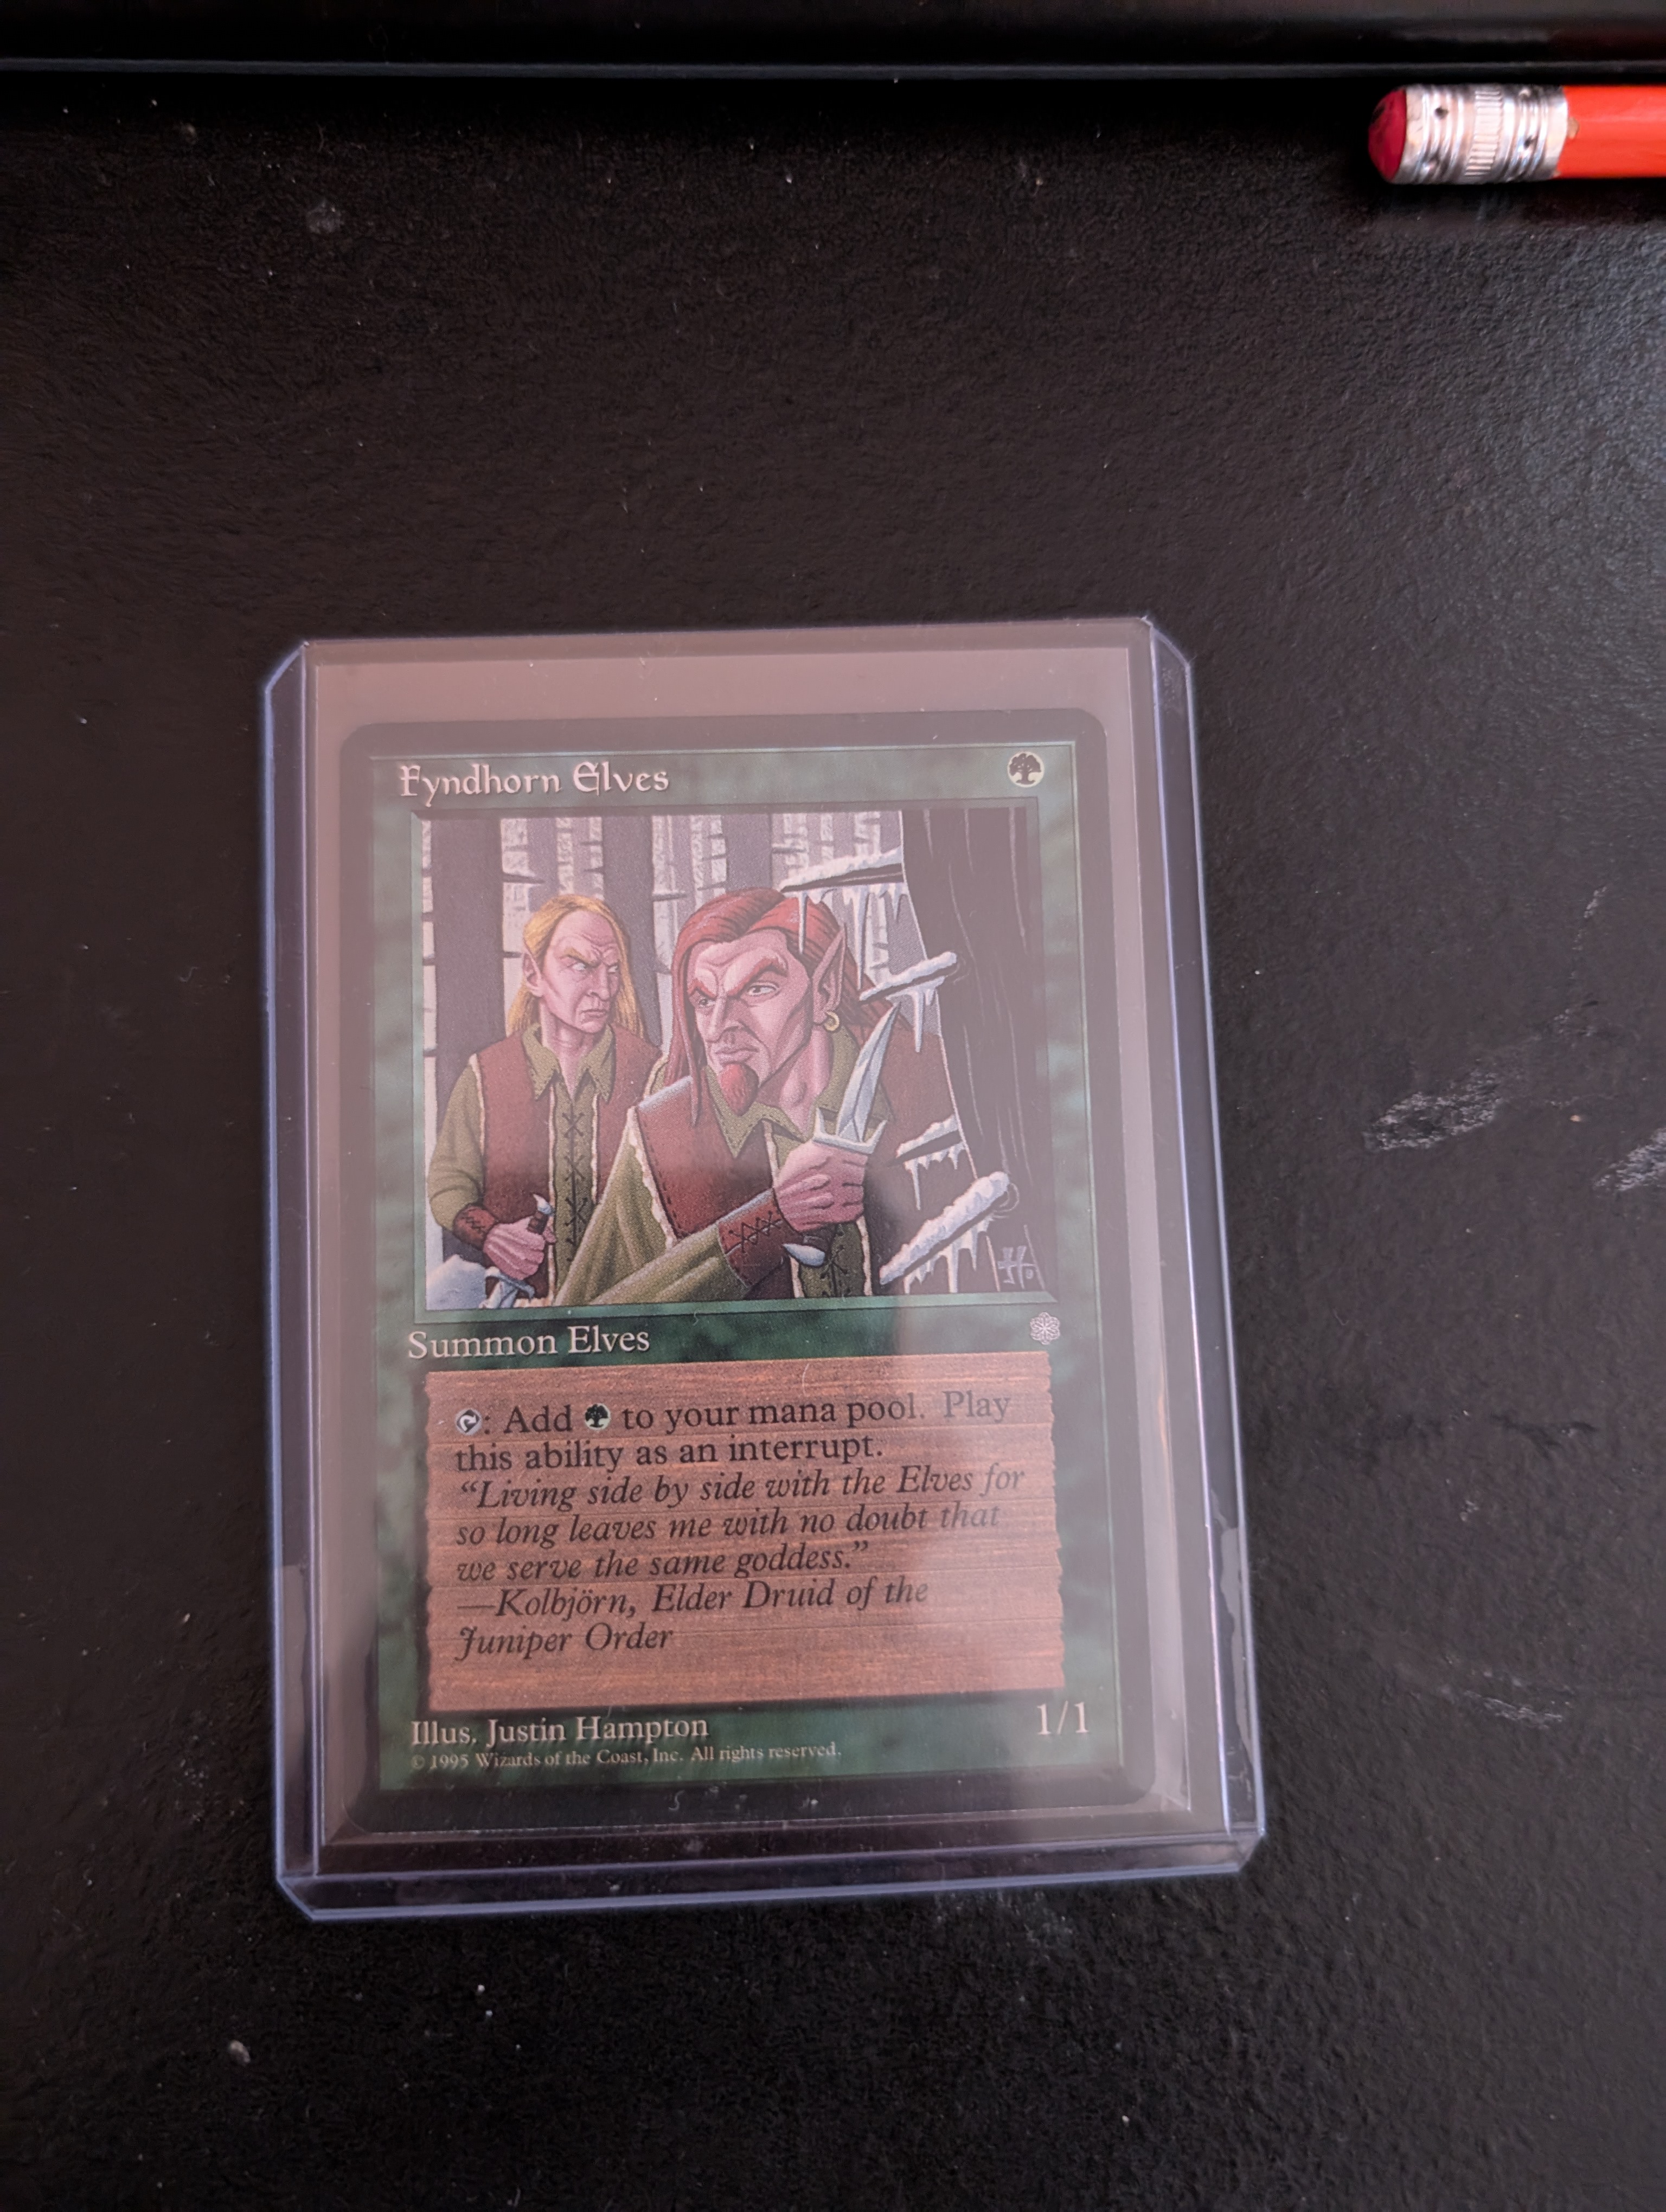 Fyndhorn Elves
Summon Elves
: Add to your mana pool. Play
this ability as an interrupt.
“Living side by side with the Elves for
so long leaves me with no doubt that
we serve the same goddess.”
—Kolbjörn, Elder Druid of the
Juniper Order
Illus. Justin Hampton
1/1
© 1995 Wizards of the Coast, Inc. All rights reserved.